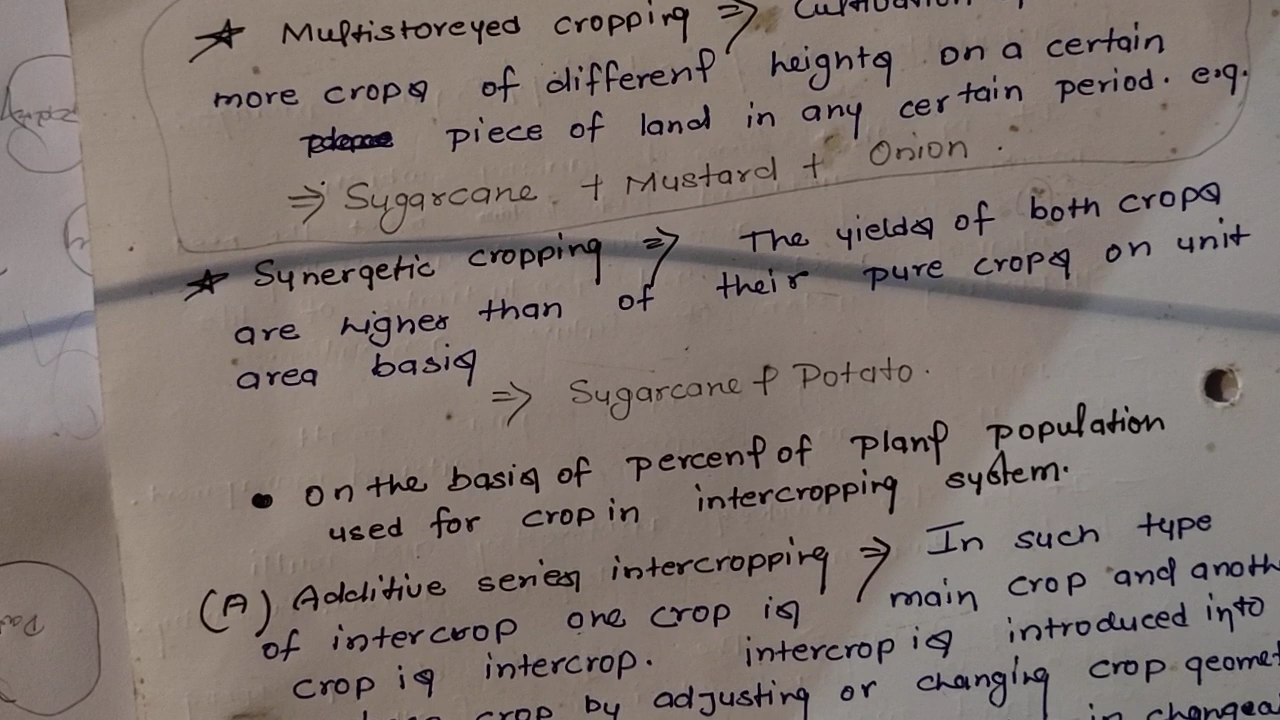 ★ Multistoreyed cropping ⇒ Cultivation
more crops of different heights on a certain
piece of land in any certain period. e.g.
⇒ Sugarcane + Mustard + Onion.
★ Synergetic cropping ⇒ The yields of both crops
are higher than of their pure crops on unit
area basis
⇒ Sugarcane + Potato.
• On the basis of percent of plant population
used for crop in intercropping system.
(A) Additive series intercropping ⇒ In such type
of intercrop one crop is main crop and anoth
crop is intercrop. intercrop is introduced into
crop by adjusting or changing crop geomet
in changea